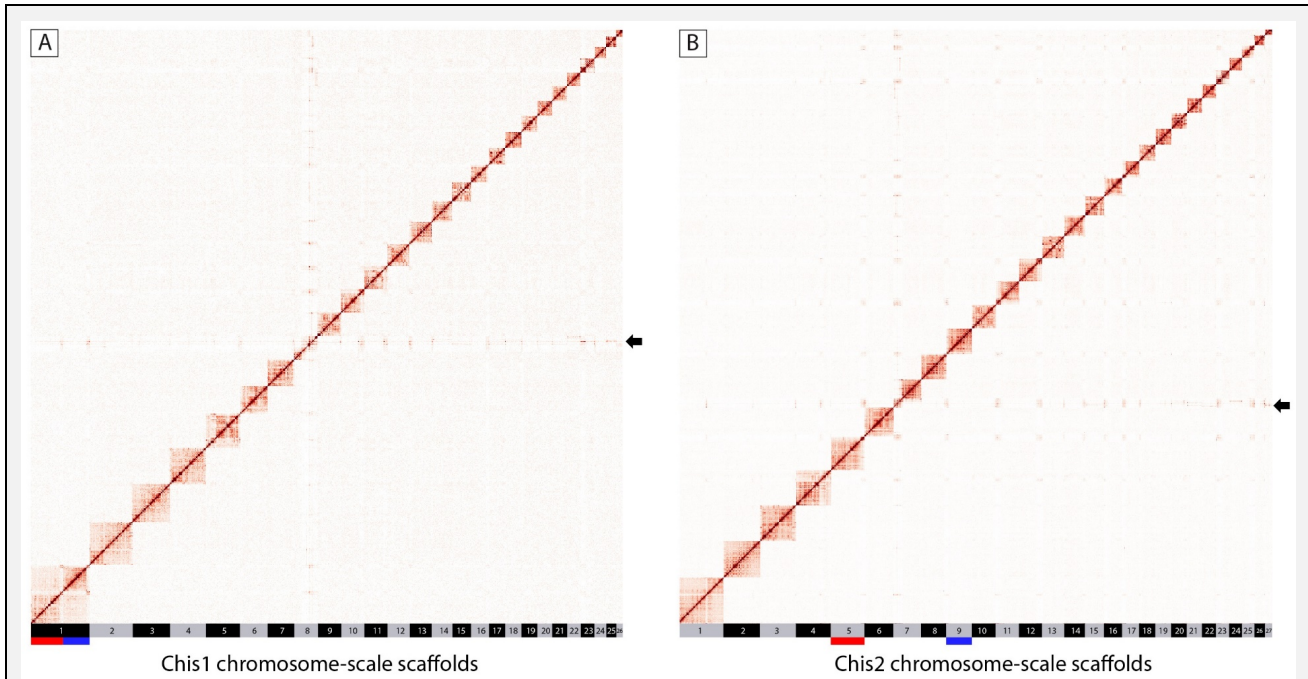 A
B
1 2 3 4 5 6 7 8 9 10 11 12 13 14 15 16 17 18 19 20 21 22 23 24 25 26
1 2 3 4 5 6 7 8 9 10 11 12 13 14 15 16 17 18 19 20 21 22 23 24 25 26 27
Chis1 chromosome-scale scaffolds
Chis2 chromosome-scale scaffolds